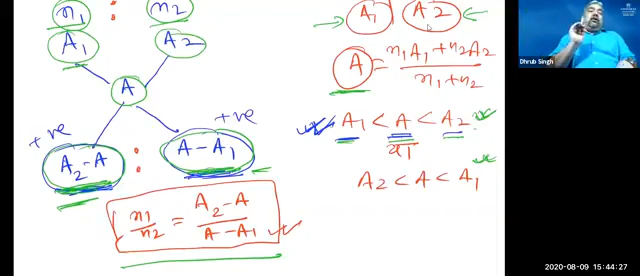 n1 : n2
A1 A2
A
+ve +ve
A2-A : A-A1
n1/n2 = A2-A/A-A1
A1 A2
A = n1A1+n2A2/n1+n2
A1 < A < A2
A2 < A < A1
Dhrub Singh
2020-08-09 15:44:27